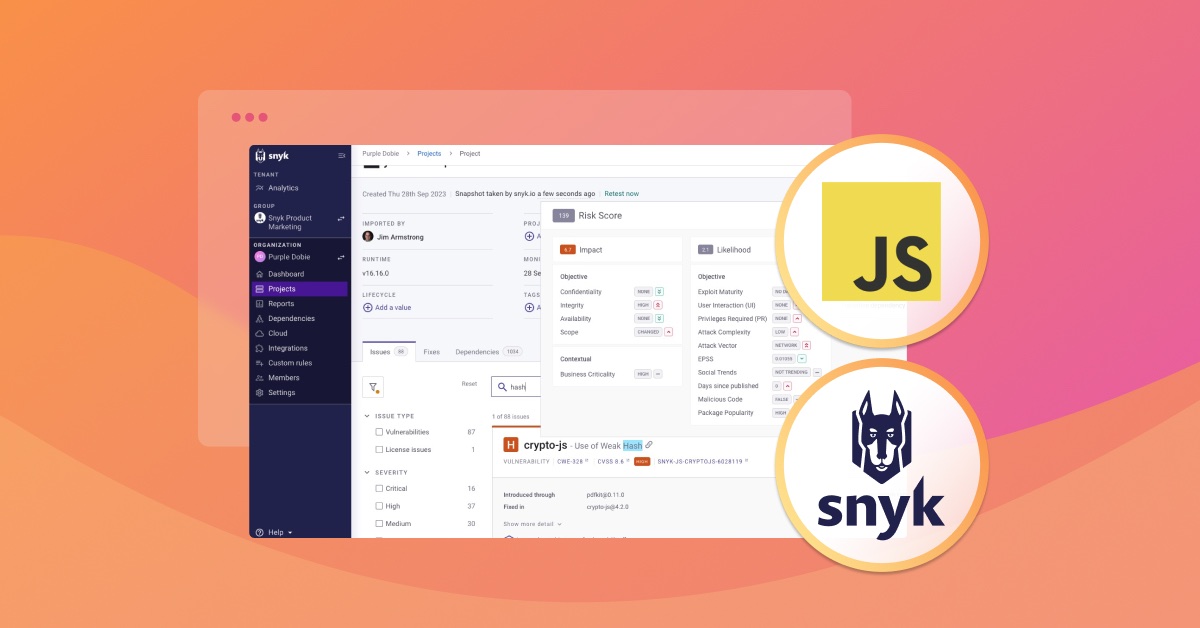 snyk
TENANT
Analytics
GROUP
Snyk Product
Marketing
ORGANIZATION
Purple Dobie
Dashboard
Projects
Reports
Dependencies
Cloud
Integrations
Custom rules
Members
Settings
Help
Purple Dobie > Projects > Project
Created Thu 28th Sep 2023 | Snapshot taken by snyk.io a few seconds ago | Retest now
IMPORTED BY
Jim Armstrong
RUNTIME
v16.16.0
LIFECYCLE
Add a value
TAGS
Issues 88 Fixes Dependencies 1034
Reset
hash
ISSUE TYPE
Vulnerabilities 87
License issues 1
SEVERITY
Critical 16
High 37
Medium 30
1 of 88 issues
139 Risk Score
Impact
Objective
Confidentiality NONE
Integrity HIGH
Availability NONE
Scope CHANGED
Contextual
Business Criticality HIGH
2.1 Likelihood
Objective
Exploit Maturity
User Interaction (UI) NONE
Privileges Required (PR) NONE
Attack Complexity LOW
Attack Vector NETWORK
EPSS
Social Trends NOT TRENDING
Days since published 0
Malicious Code FALSE
Package Popularity HIGH
H crypto-js - Use of Weak Hash
VULNERABILITY | CWE-328 | CVSS 8.6 HIGH | SNYK-JS-CRYPTOJS-6028119
Introduced through pdfkit@0.11.0
Fixed in crypto-js@4.2.0
Show more detail
JS
snyk